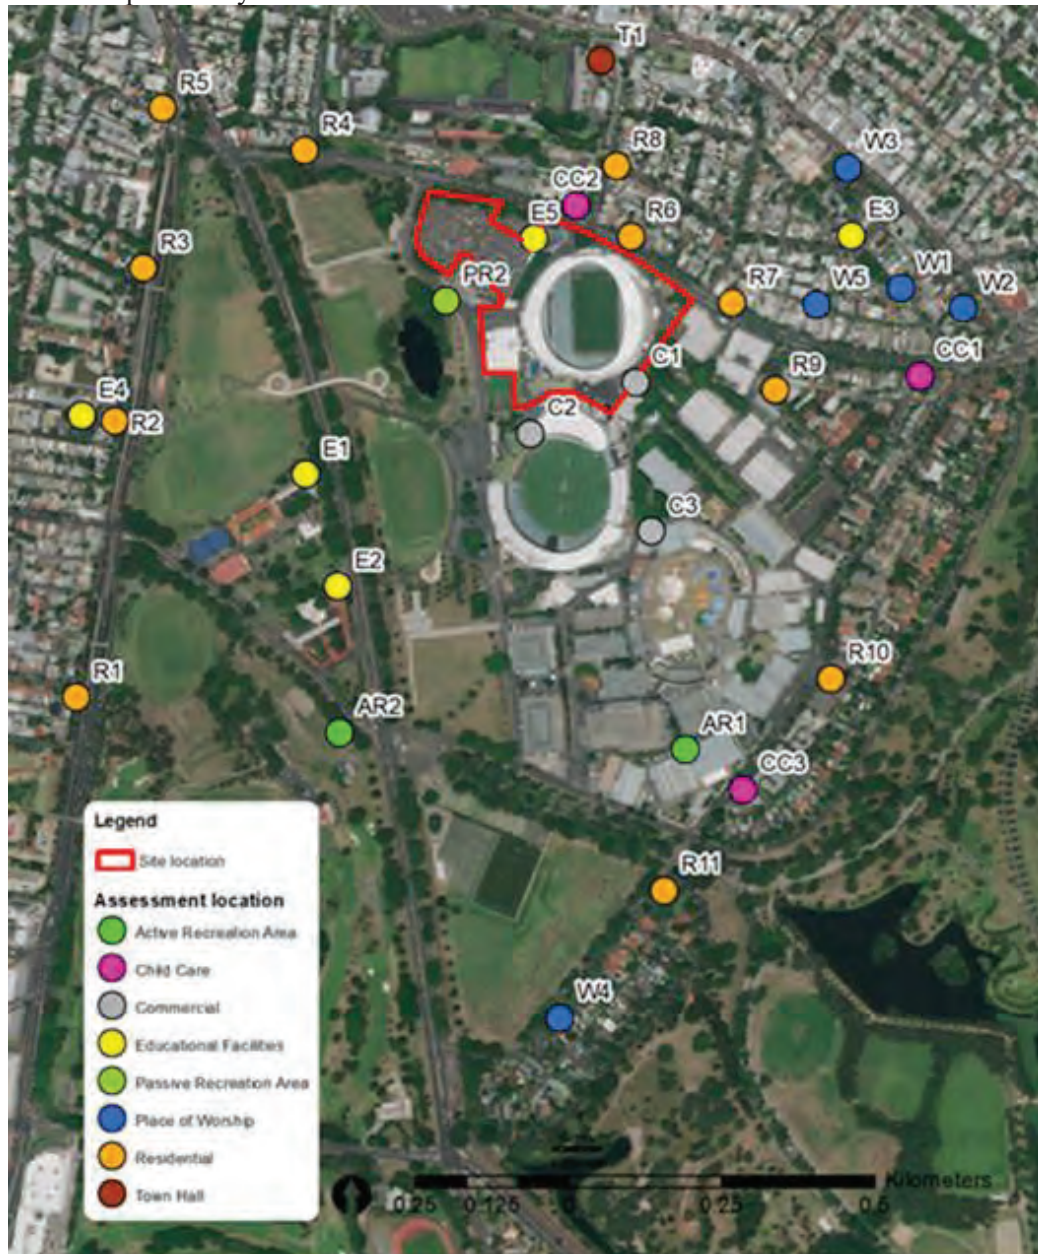 T1
R5
R4
R8
W3
CC2
E5
R6
E3
R3
PR2
R7
W5
W1
W2
C1
CC1
E4
R2
C2
R9
E1
C3
E2
R1
R10
AR2
AR1
CC3
R11
W4
Legend
Site location
Assessment location
Active Recreation Area
Child Care
Commercial
Educational Facilities
Passive Recreation Area
Place of Worship
Residential
Town Hall
Kilometers
0.25 0.125 0 0.25 0.5